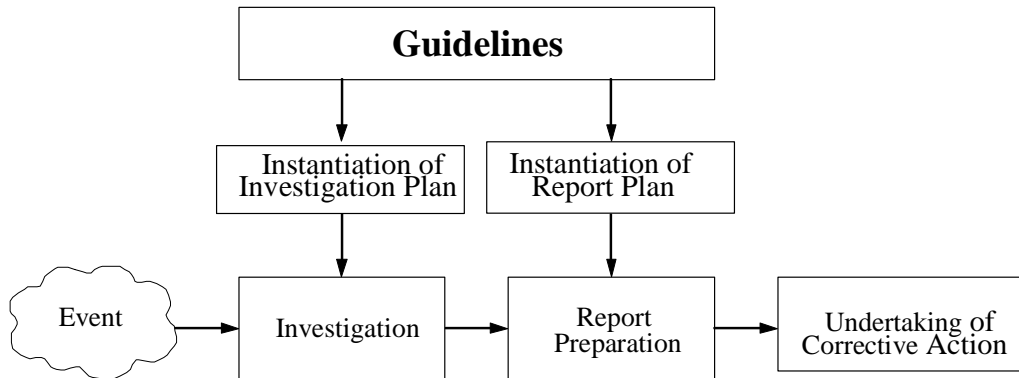 Guidelines
Instantiation of
Investigation Plan
Instantiation of
Report Plan
Event
Investigation
Report
Preparation
Undertaking of
Corrective Action